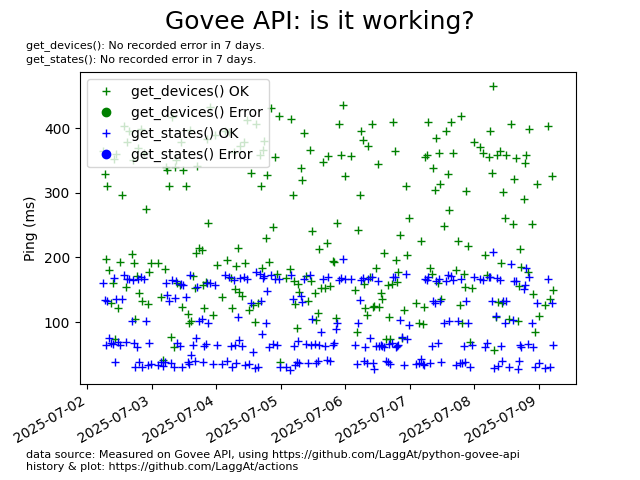 Govee API: is it working?
get_devices(): No recorded error in 7 days.
get_states(): No recorded error in 7 days.
get_devices() OK
get_devices() Error
get_states() OK
get_states() Error
Ping (ms)
400
300
200
100
2025-07-02
2025-07-03
2025-07-04
2025-07-05
2025-07-06
2025-07-07
2025-07-08
2025-07-09
data source: Measured on Govee API, using https://github.com/LaggAt/python-govee-api
history & plot: https://github.com/LaggAt/actions